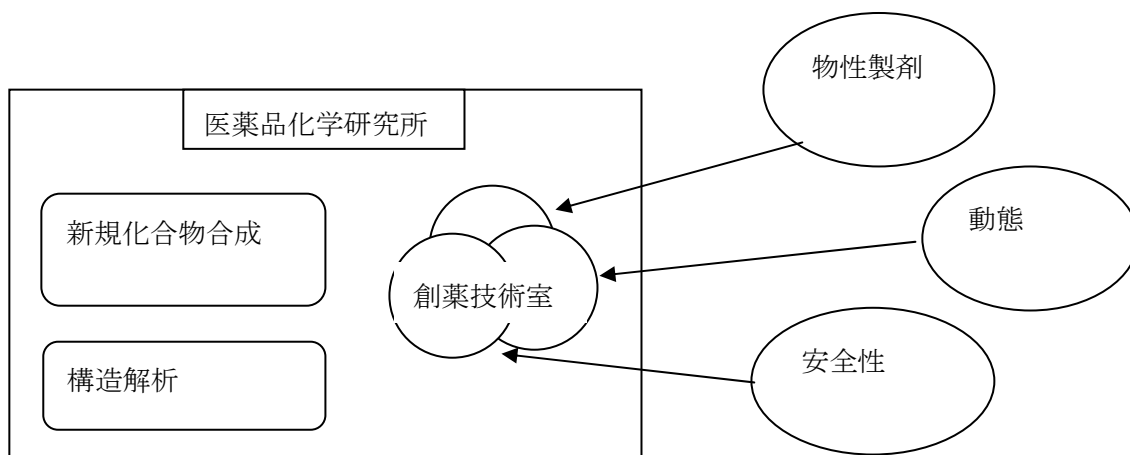 物性製剤
医薬品化学研究所
新規化合物合成
動態
創薬技術室
安全性
構造解析